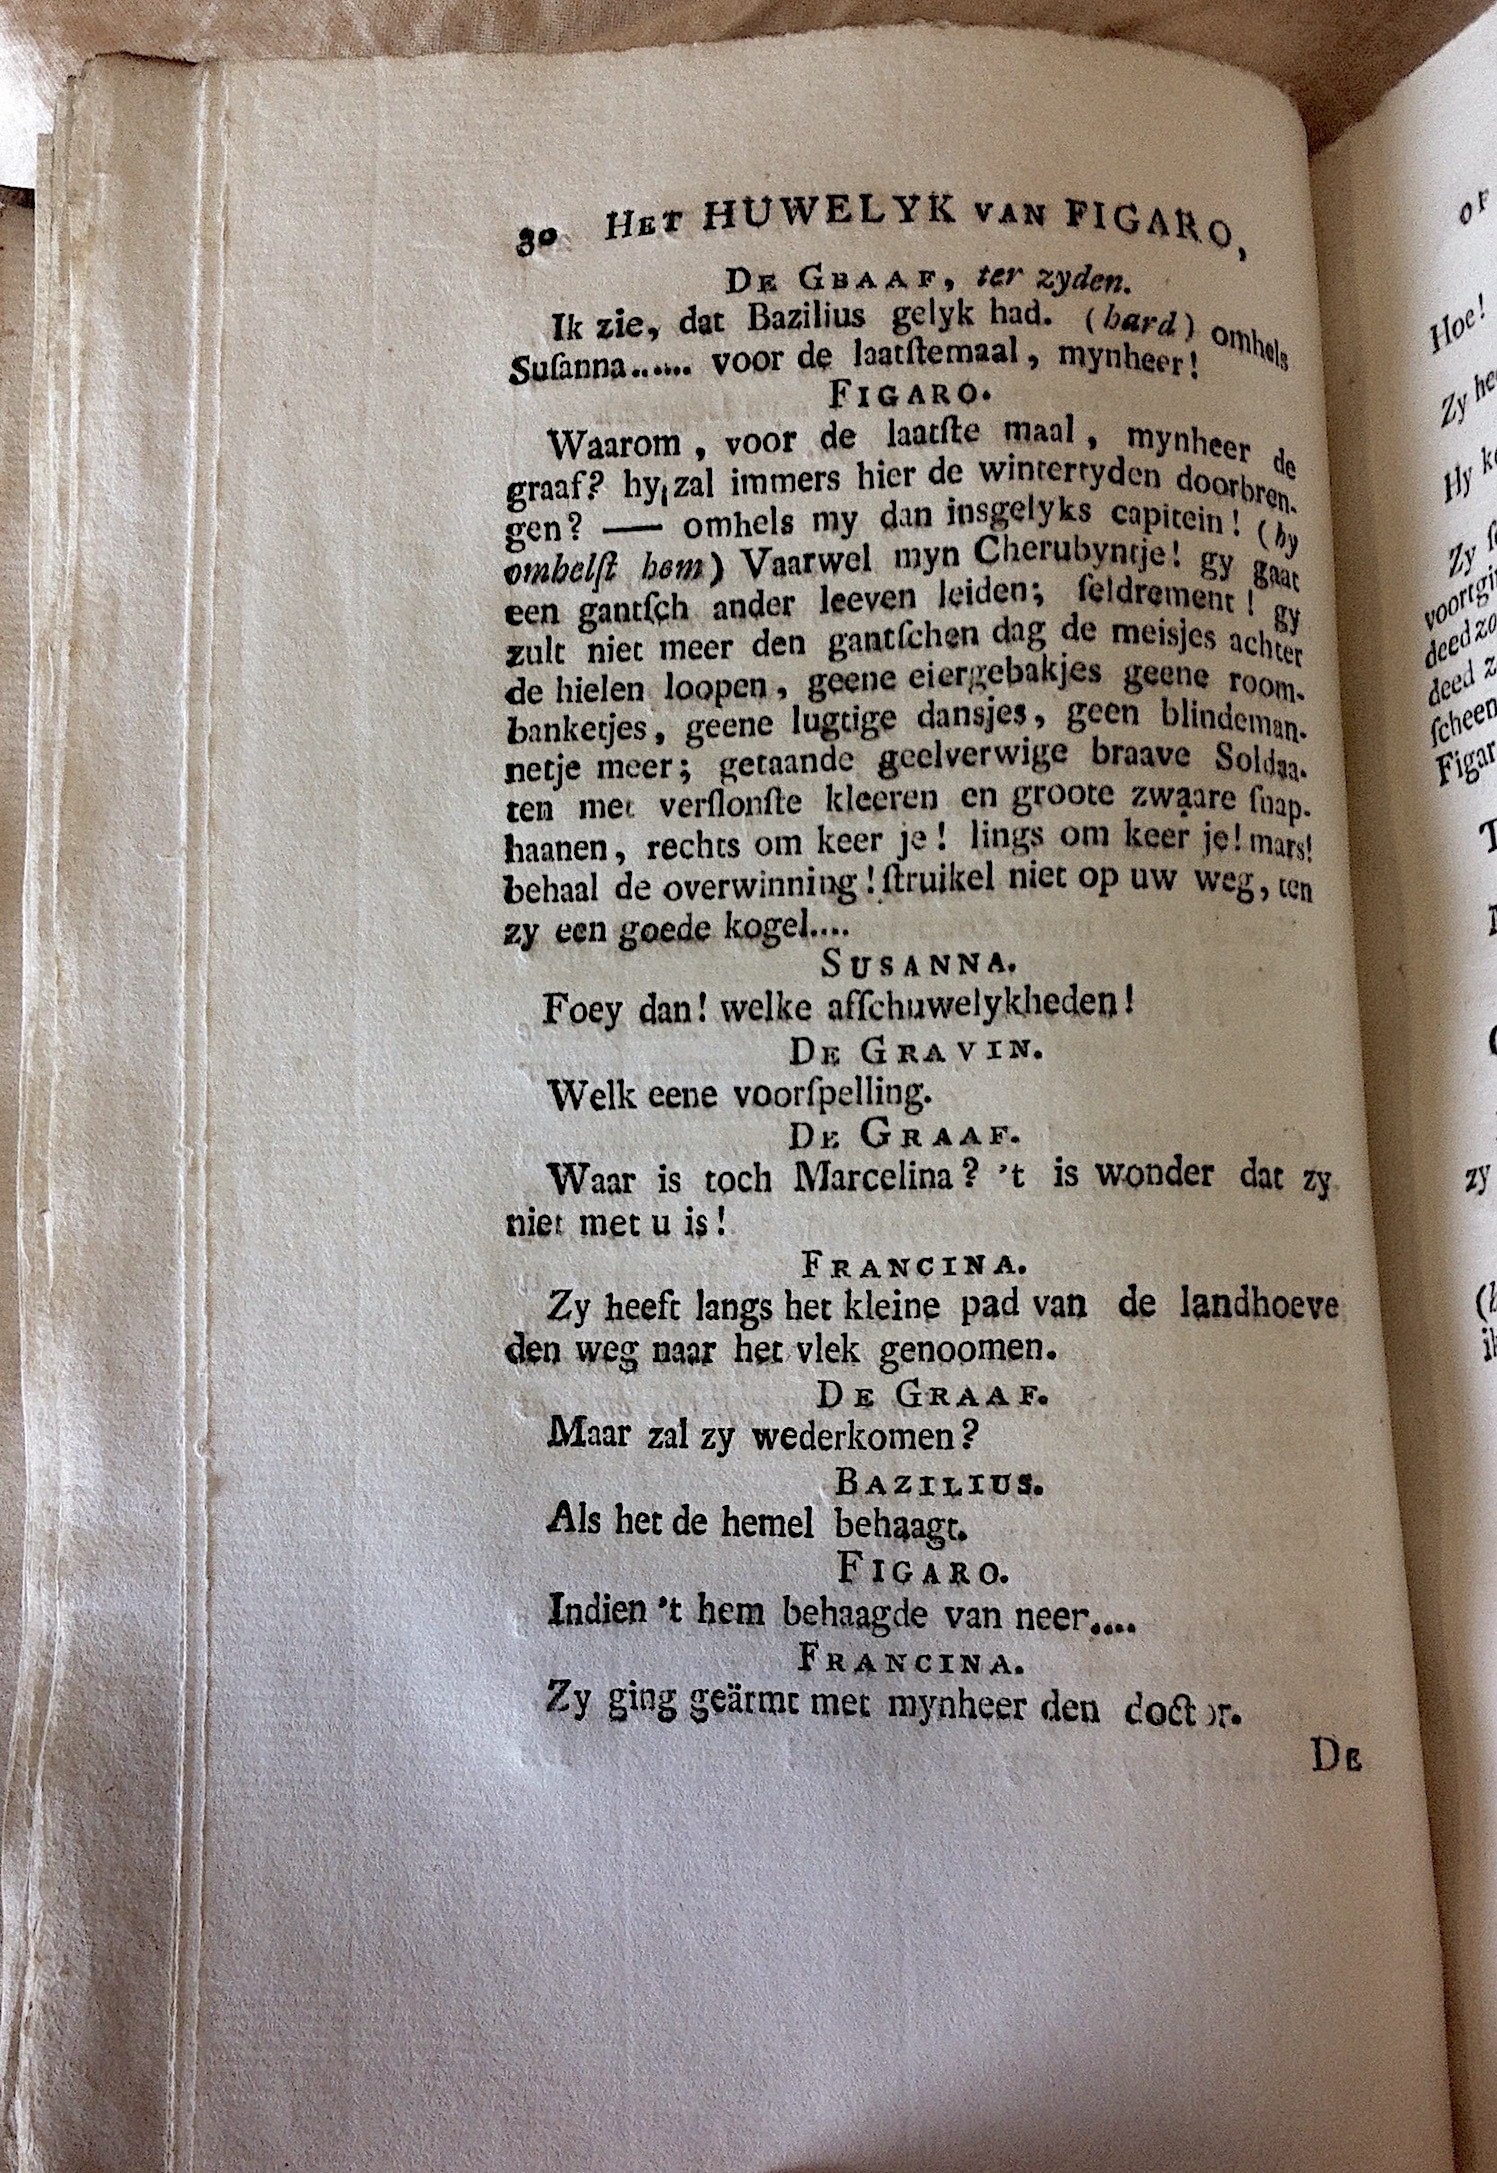 30 HET HUWELYK VAN FIGARO,
DE GBAAF, ter zyden.
Ik zie, dat Bazilius gelyk had. (hard) omhels
Suſanna...... voor de laatſtemaal, mynheer!
FIGARO.
Waarom, voor de laatſte maal, mynheer de
graaf? hy zal immers hier de wintertyden doorbren-
gen? — omhels my dan insgelyks capitein! (hy
omhelſt hem) Vaarwel myn Cherubyntje! gy gaat
een gantſch ander leeven leiden; ſeldrement! gy
zult niet meer den gantſchen dag de meisjes achter
de hielen loopen, geene eiergebakjes geene room-
banketjes, geene lugtige dansjes, geen blindeman-
netje meer; getaande geelverwige braave Soldaa-
ten met verſlonſte kleeren en groote zwaare ſnap-
haanen, rechts om keer je! lings om keer je! mars!
behaal de overwinning! ſtruikel niet op uw weg, ten
zy een goede kogel....
SUSANNA.
Foey dan! welke afſchuwelykheden!
DE GRAVIN.
Welk eene voorſpelling.
DE GRAAF.
Waar is toch Marcelina? 't is wonder dat zy
niet met u is!
FRANCINA.
Zy heeft langs het kleine pad van de landhoeve
den weg naar het vlek genoomen.
DE GRAAF.
Maar zal zy wederkomen?
BAZILIUS.
Als het de hemel behaagt.
FIGARO.
Indien 't hem behaagde van neer....
FRANCINA.
Zy ging geärmt met mynheer den doctor.
DE
OF
Hoe!
Zy
Hy
Zy
deed
zy